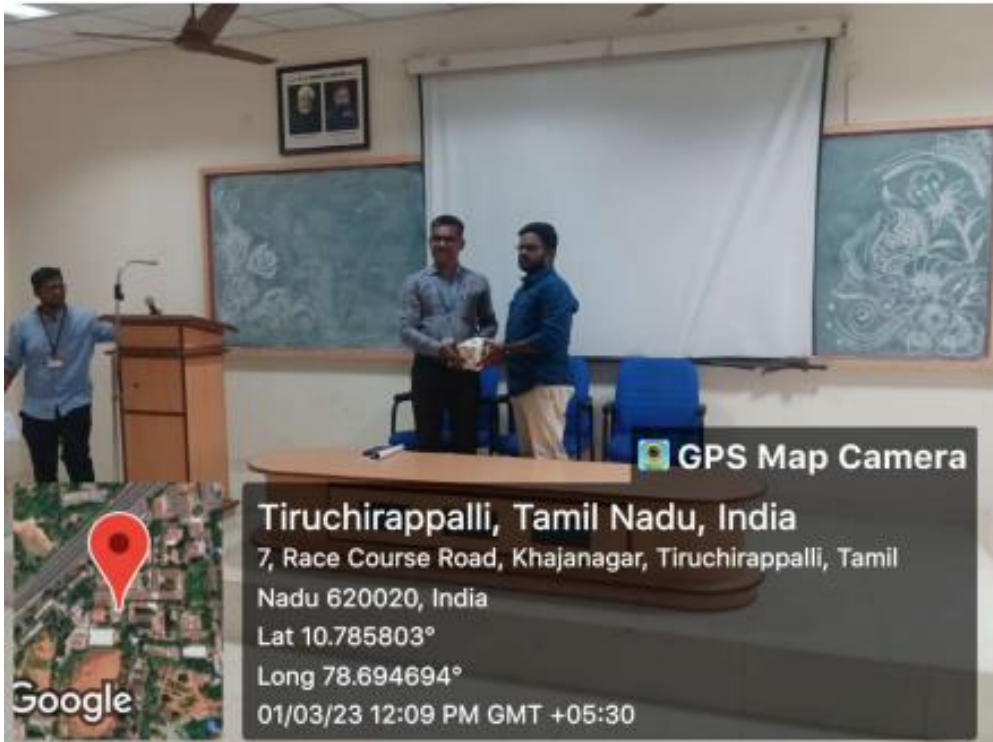 GPS Map Camera
Tiruchirappalli, Tamil Nadu, India
7, Race Course Road, Khajanagar, Tiruchirappalli, Tamil
Nadu 620020, India
Lat 10.785803°
Long 78.694694°
01/03/23 12:09 PM GMT +05:30
Google